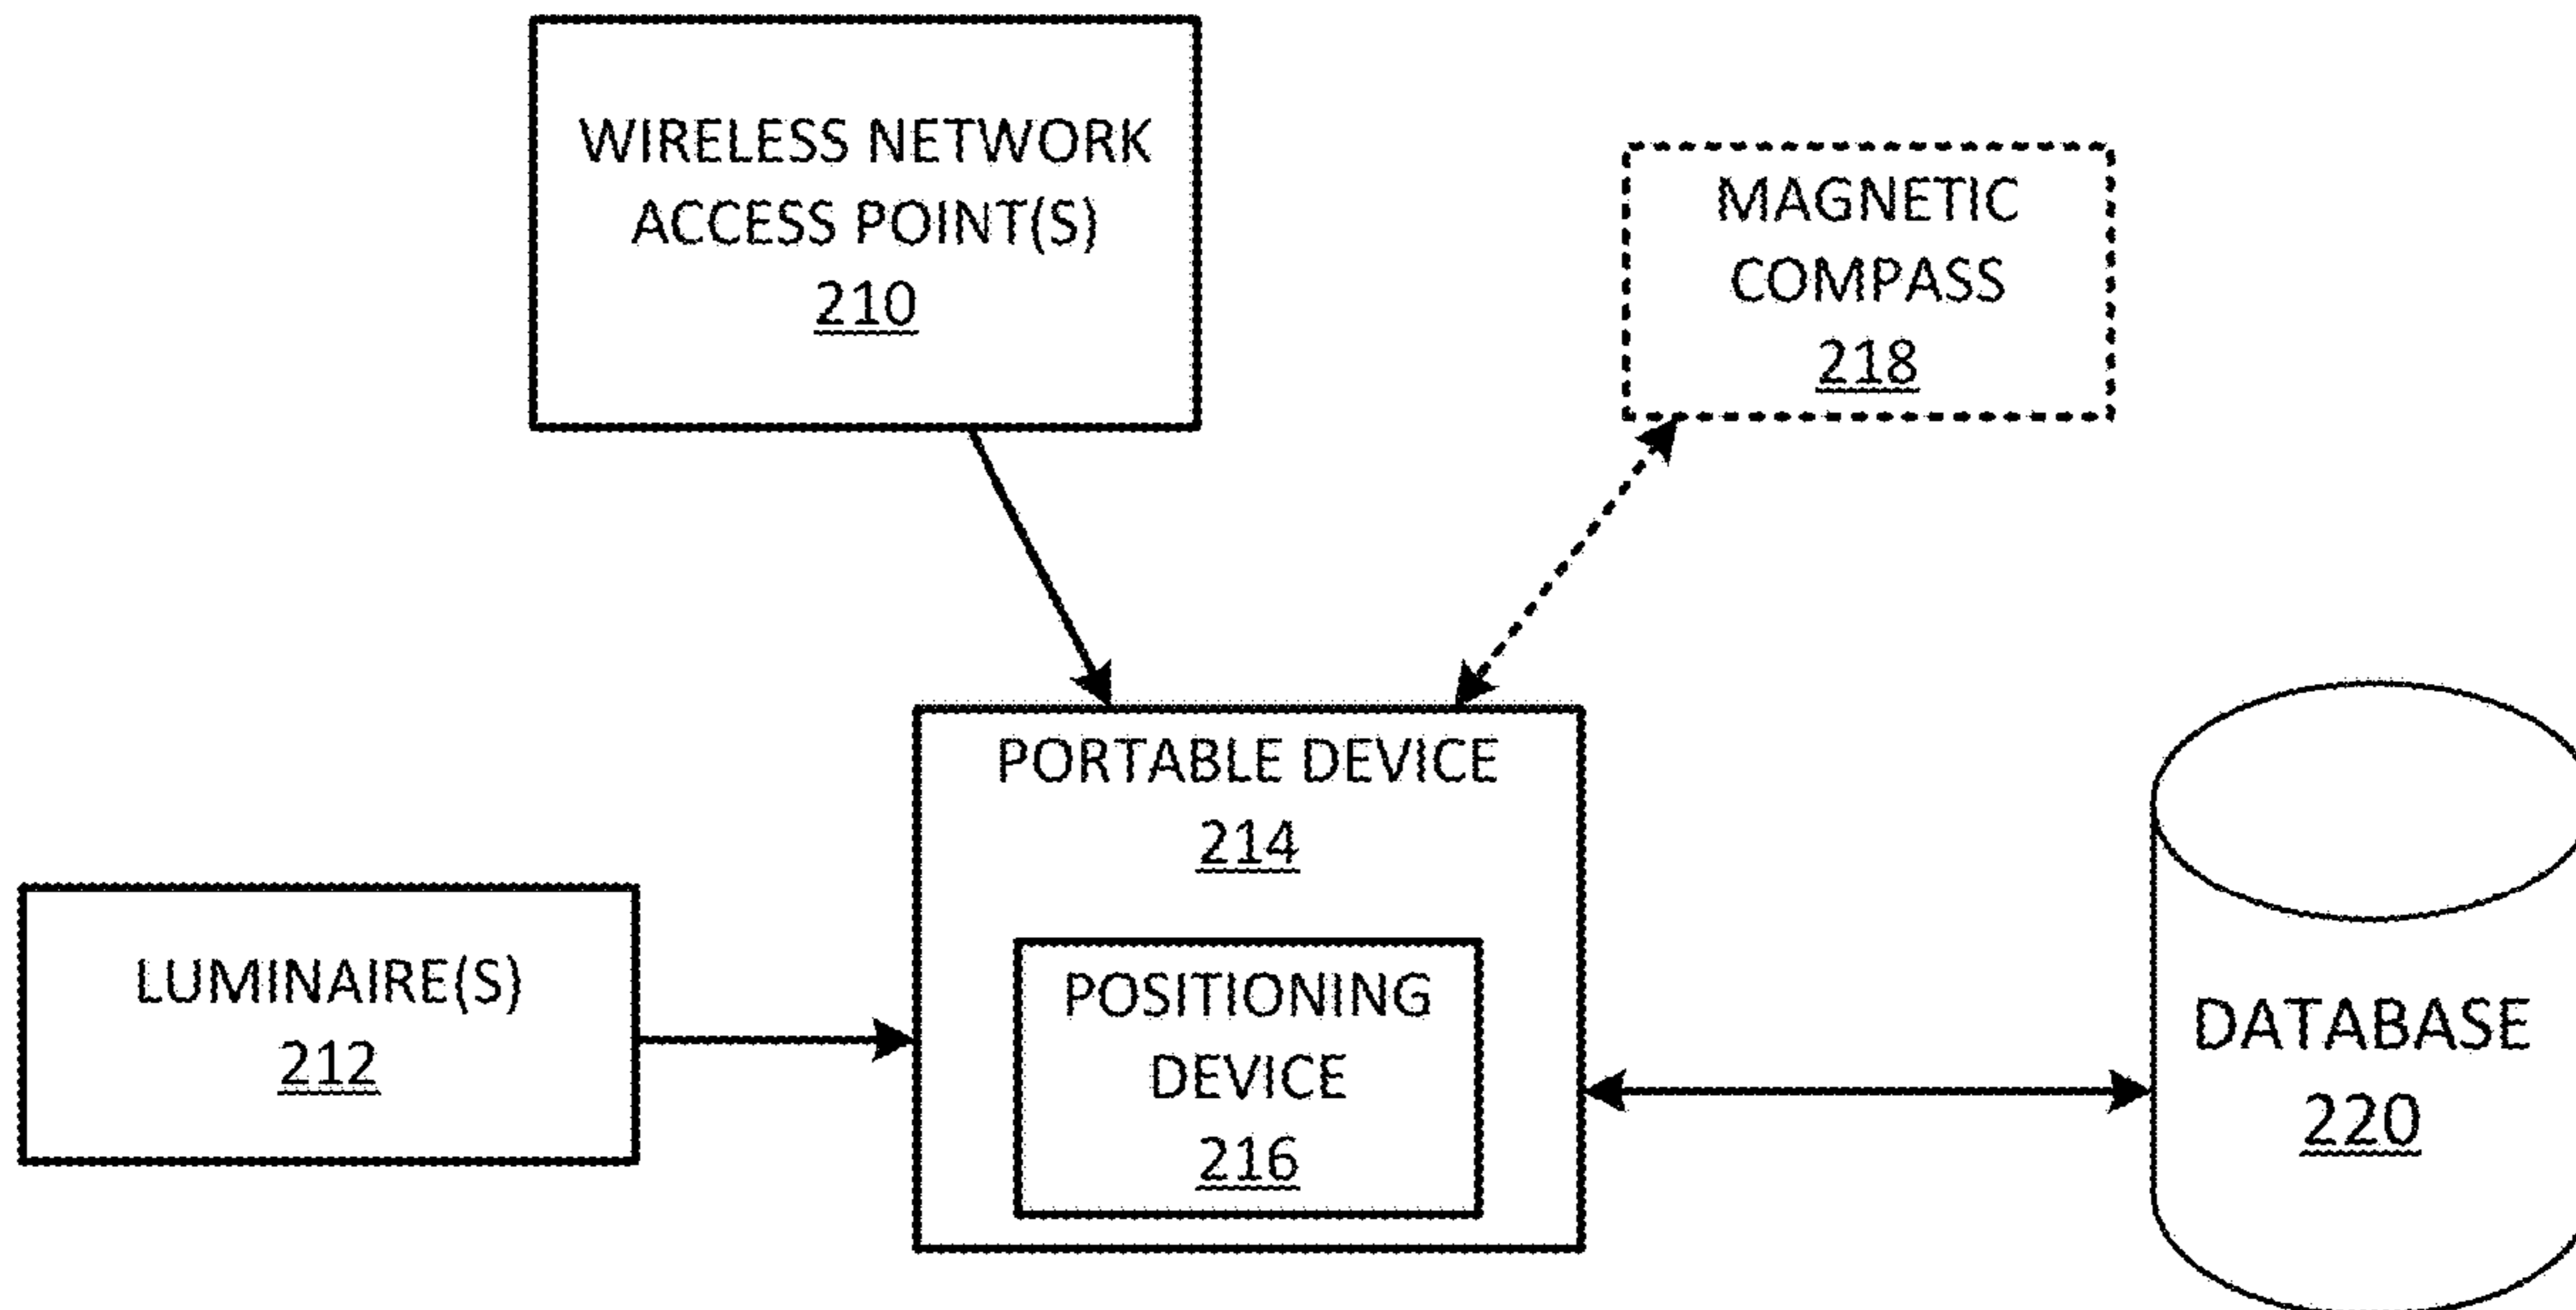 WIRELESS NETWORK
ACCESS POINT(S)
210
MAGNETIC
COMPASS
218
PORTABLE DEVICE
214
LUMINAIRE(S)
212
POSITIONING
DEVICE
216
DATABASE
220